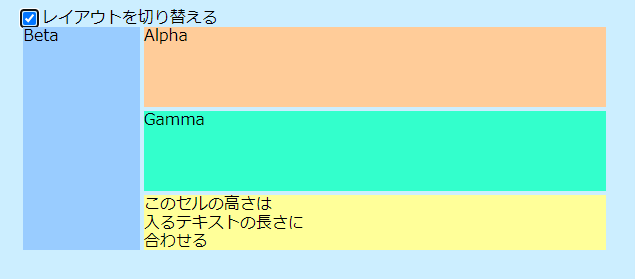 レイアウトを切り替える
Beta
Alpha
Gamma
このセルの高さは
入るテキストの長さに
合わせる